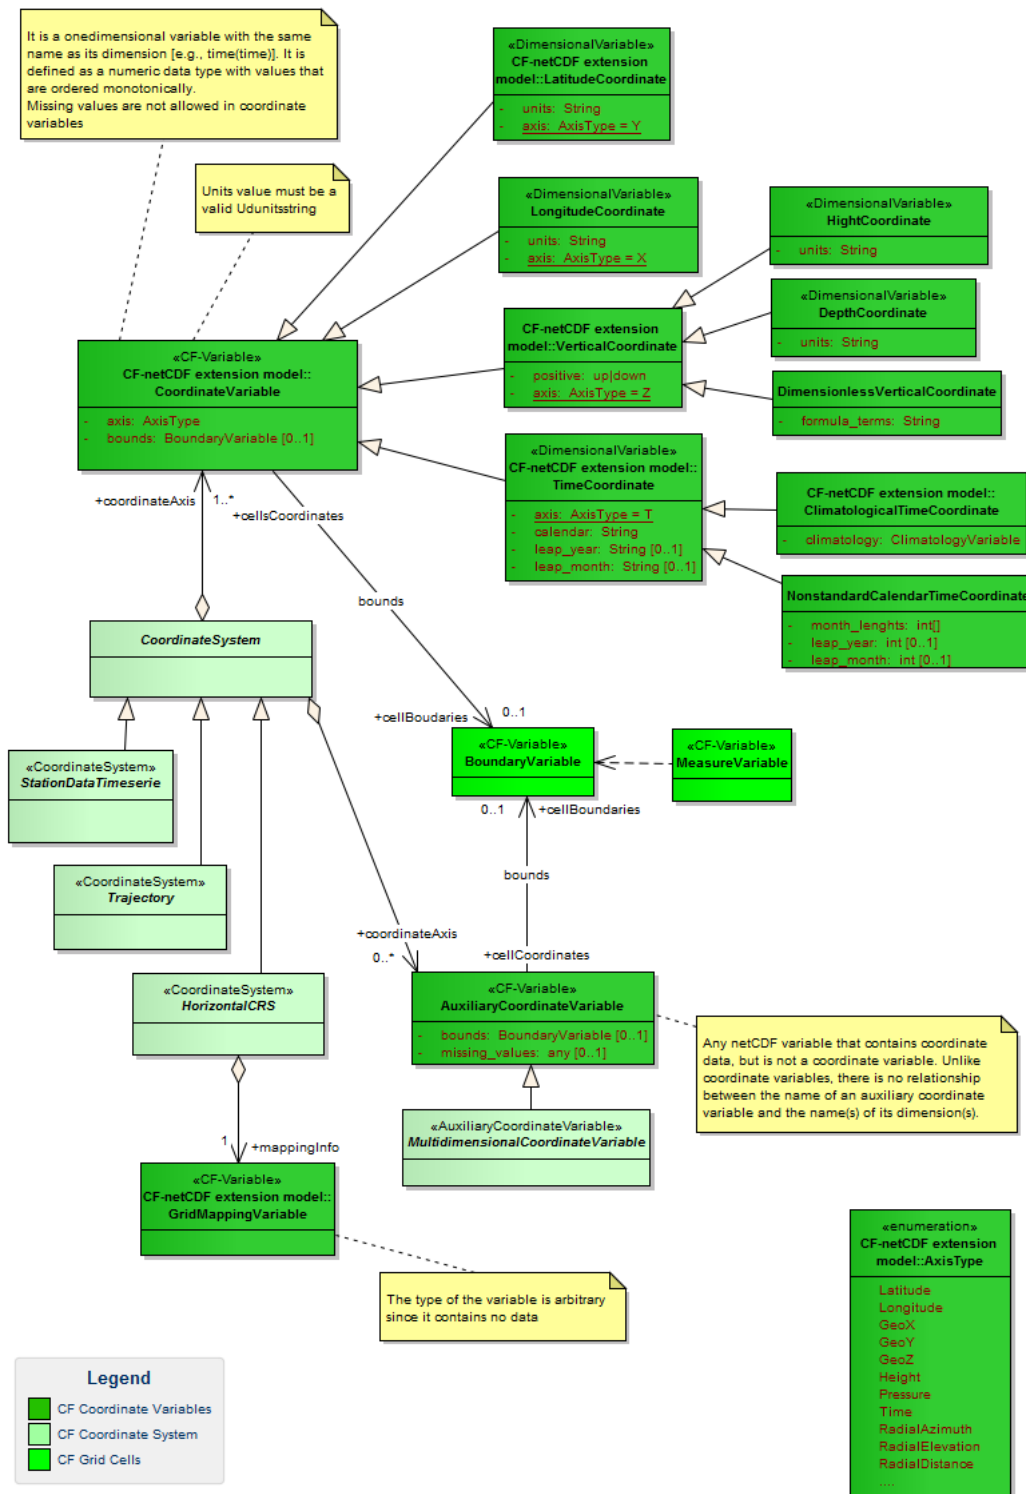 It is a onedimensional variable with the same
name as its dimension [e.g., time(time)]. It is
defined as a numeric data type with values that
are ordered monotonically.
Missing values are not allowed in coordinate
variables
Units value must be a
valid Udunitsstring
«DimensionalVariable»
CF-netCDF extension
model::LatitudeCoordinate
- units: String
- axis: AxisType = Y
«DimensionalVariable»
LongitudeCoordinate
- units: String
- axis: AxisType = X
«DimensionalVariable»
HightCoordinate
- units: String
«DimensionalVariable»
DepthCoordinate
- units: String
CF-netCDF extension
model::VerticalCoordinate
- positive: up|down
- axis: AxisType = Z
DimensionlessVerticalCoordinate
- formula_terms: String
«CF-Variable»
CF-netCDF extension model::
CoordinateVariable
- axis: AxisType
- bounds: BoundaryVariable [0..1]
«DimensionalVariable»
CF-netCDF extension model::
TimeCoordinate
- axis: AxisType = T
- calendar: String
- leap_year: String [0..1]
- leap_month: String [0..1]
CF-netCDF extension model::
ClimatologicalTimeCoordinate
- climatology: ClimatologyVariable
NonstandardCalendarTimeCoordinate
- month_lenghts: int[]
- leap_year: int [0..1]
- leap_month: int [0..1]
+coordinateAxis
1..*
+cellsCoordinates
bounds
CoordinateSystem
+cellBoudaries
0..1
«CF-Variable»
BoundaryVariable
«CF-Variable»
MeasureVariable
0..1
+cellBoundaries
bounds
«CoordinateSystem»
StationDataTimeserie
«CoordinateSystem»
Trajectory
+coordinateAxis
0..*
+cellCoordinates
«CoordinateSystem»
HorizontalCRS
«CF-Variable»
AuxiliaryCoordinateVariable
- bounds: BoundaryVariable [0..1]
- missing_values: any [0..1]
Any netCDF variable that contains coordinate
data, but is not a coordinate variable. Unlike
coordinate variables, there is no relationship
between the name of an auxiliary coordinate
variable and the name(s) of its dimension(s).
«AuxiliaryCoordinateVariable»
MultidimensionalCoordinateVariable
1
+mappingInfo
«CF-Variable»
CF-netCDF extension model::
GridMappingVariable
The type of the variable is arbitrary
since it contains no data
«enumeration»
CF-netCDF extension
model::AxisType
Latitude
Longitude
GeoX
GeoY
GeoZ
Height
Pressure
Time
RadialAzimuth
RadialElevation
RadialDistance
....
Legend
CF Coordinate Variables
CF Coordinate System
CF Grid Cells